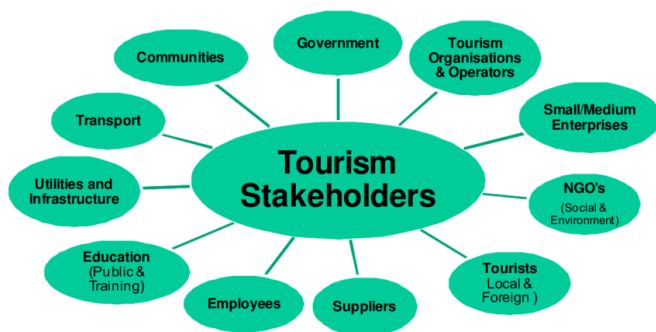 Government
Tourism
Organisations
& Operators
Communities
Small/Medium
Enterprises
Transport
Tourism
Stakeholders
Utilities and
Infrastructure
NGO's
(Social &
Environment)
Education
(Public &
Training)
Tourists
Local &
Foreign )
Employees
Suppliers